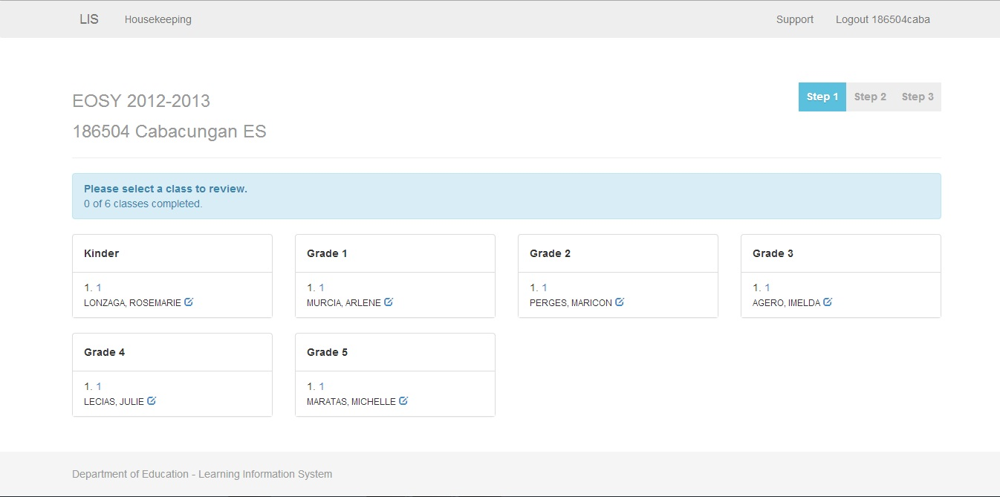 LIS Housekeeping Support Logout 186504caba
EOSY 2012-2013
Step 1 Step 2 Step 3
186504 Cabacungan ES
Please select a class to review.
0 of 6 classes completed.
Kinder
1. 1
LONZAGA, ROSEMARIE
Grade 1
1. 1
MURCIA, ARLENE
Grade 2
1. 1
PERGES, MARICON
Grade 3
1. 1
AGERO, IMELDA
Grade 4
1. 1
LECIAS, JULIE
Grade 5
1. 1
MARATAS, MICHELLE
Department of Education - Learning Information System